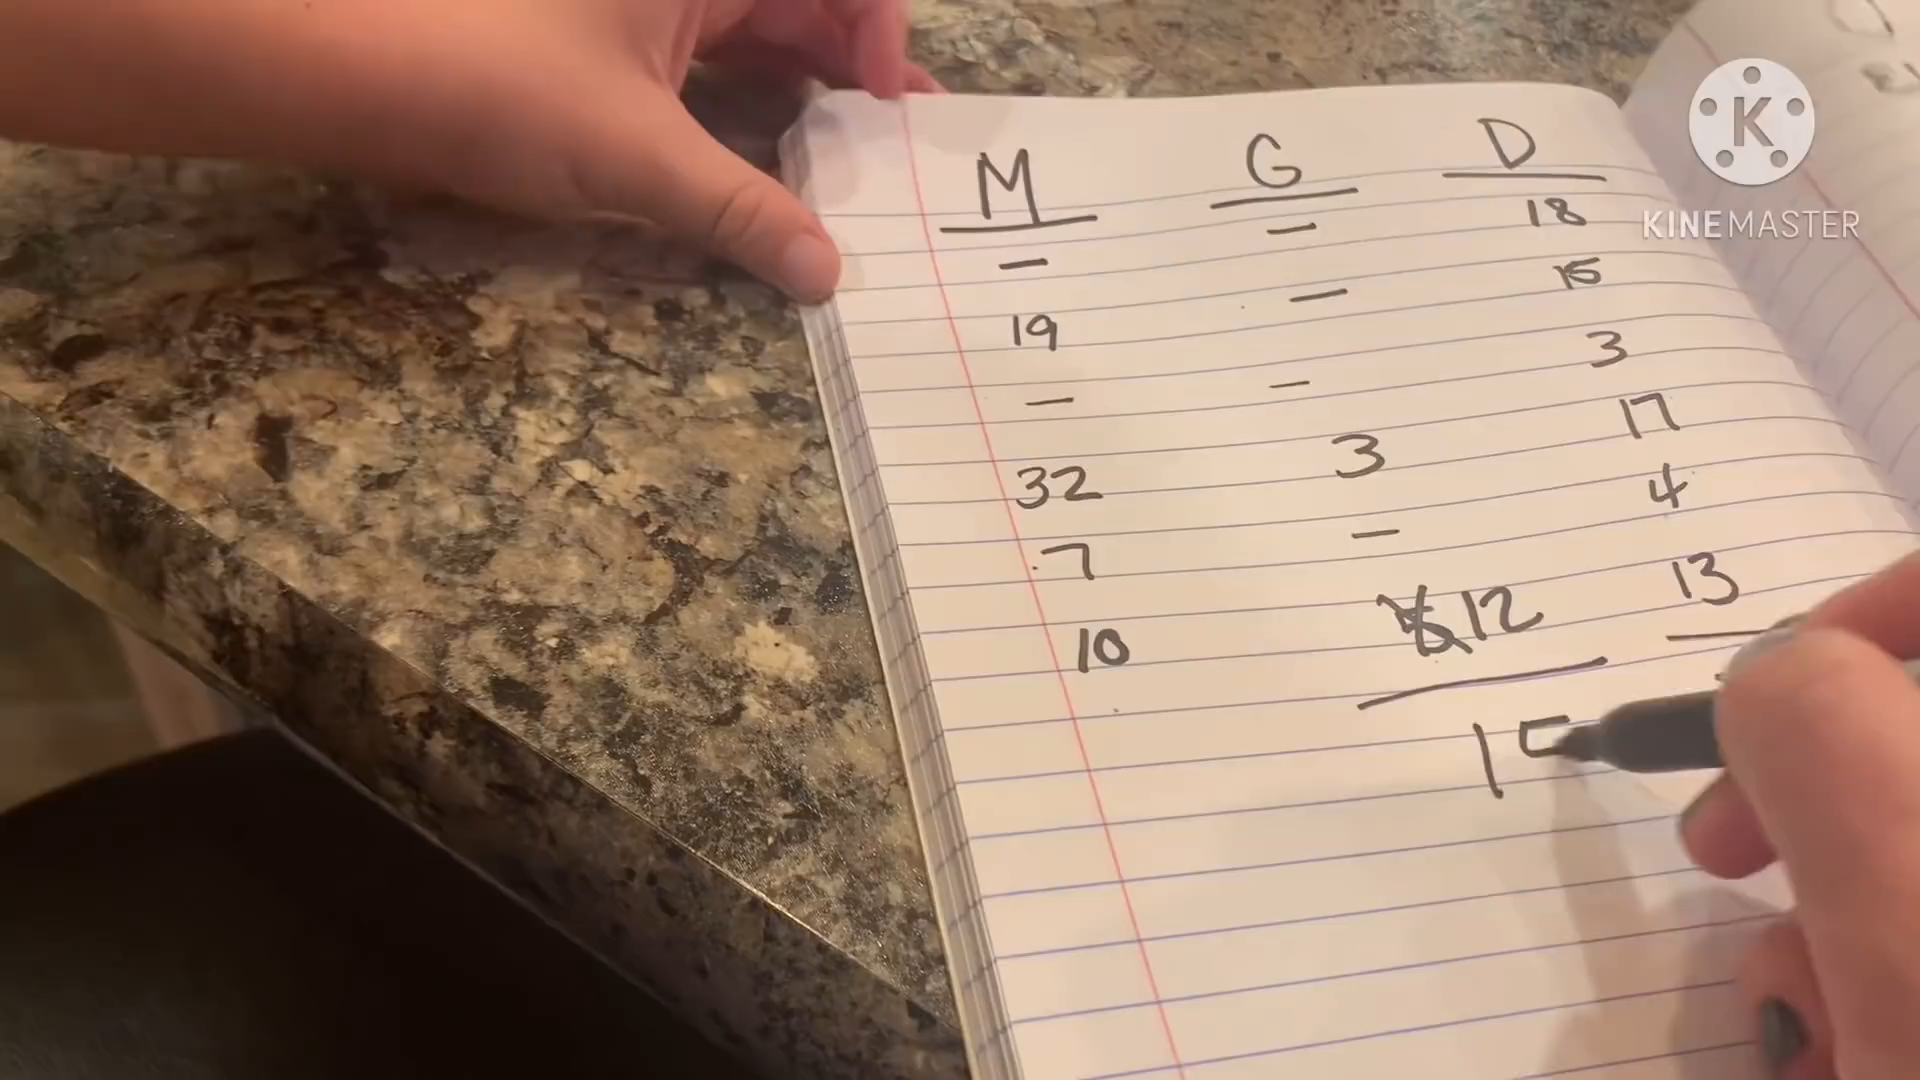 M G D
— — 18
19 — 15
— — 3
32 3 17
7 — 4
10 12 13
15
K
KINEMASTER